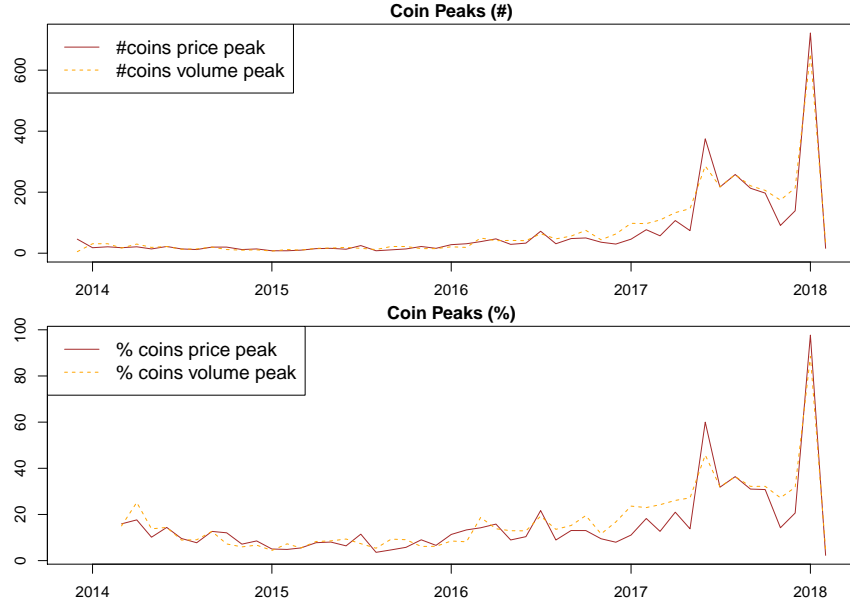 Coin Peaks (#)
#coins price peak
#coins volume peak
600
400
200
0
2014 2015 2016 2017 2018
Coin Peaks (%)
% coins price peak
% coins volume peak
100
80
60
40
20
0
2014 2015 2016 2017 2018